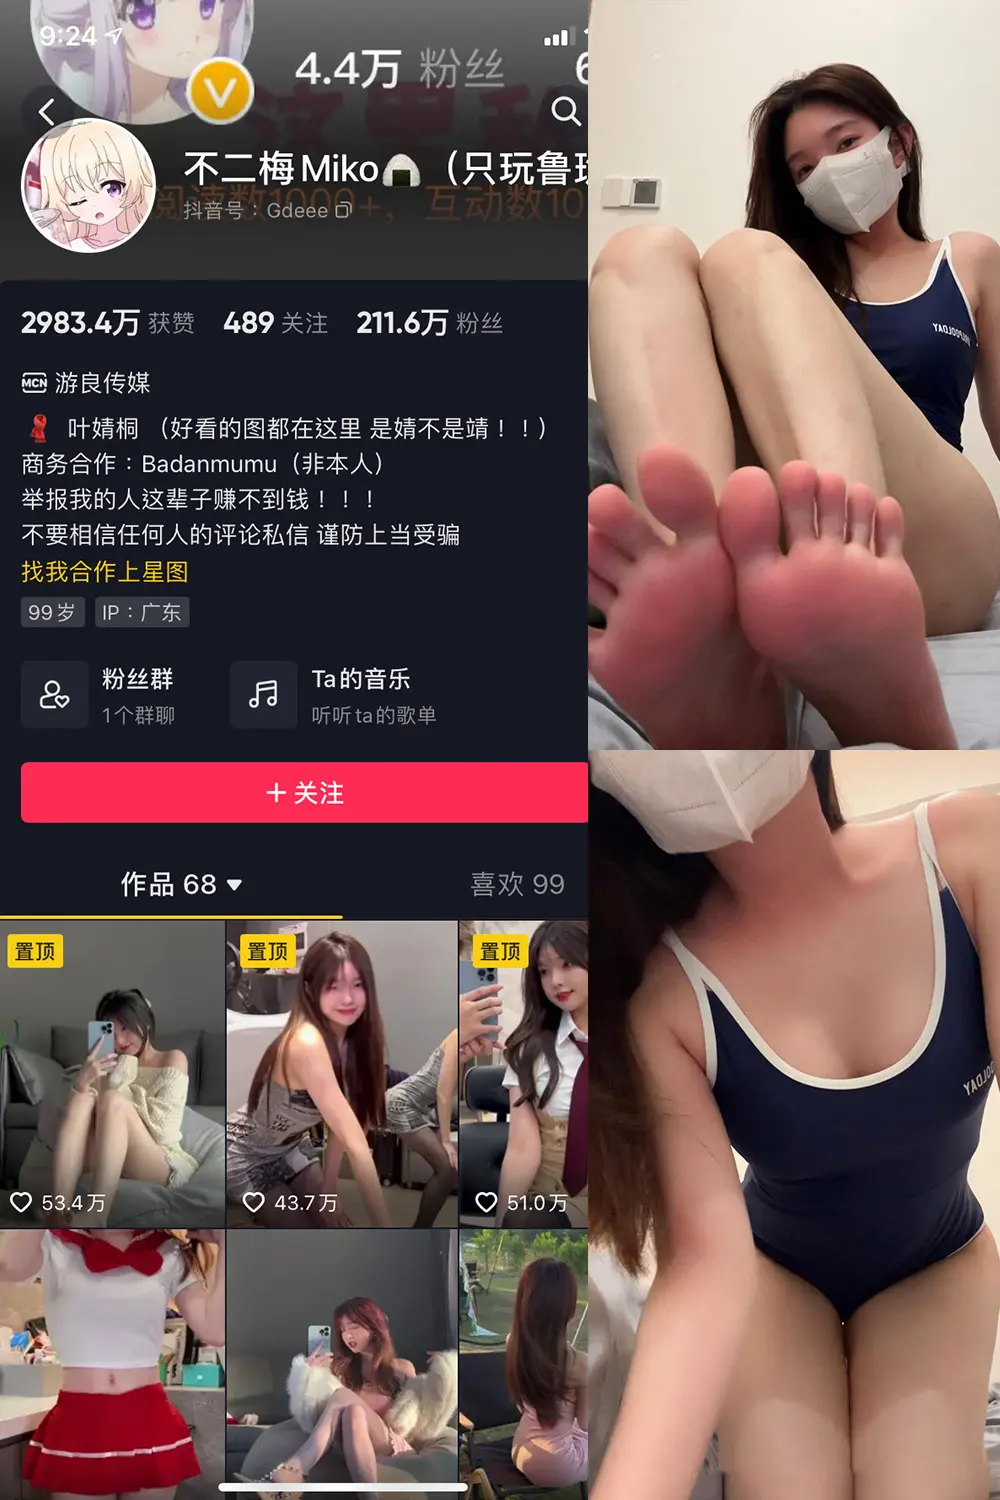 9:24
4.4万 粉丝 6
不二梅Miko🍙（只玩鲁班
抖音号：Gdeee
阅读数1000+，互动数10
2983.4万 获赞 489 关注 211.6万 粉丝
MCN 游良传媒
叶婧桐 （好看的图都在这里 是婧不是靖！！）
商务合作：Badanmumu（非本人）
举报我的人这辈子赚不到钱！！！
不要相信任何人的评论私信 谨防上当受骗
找我合作上星图
99岁 IP：广东
粉丝群
1个群聊
Ta的音乐
听听ta的歌单
+ 关注
作品 68 喜欢 99
置顶 置顶 置顶
53.4万 43.7万 51.0万